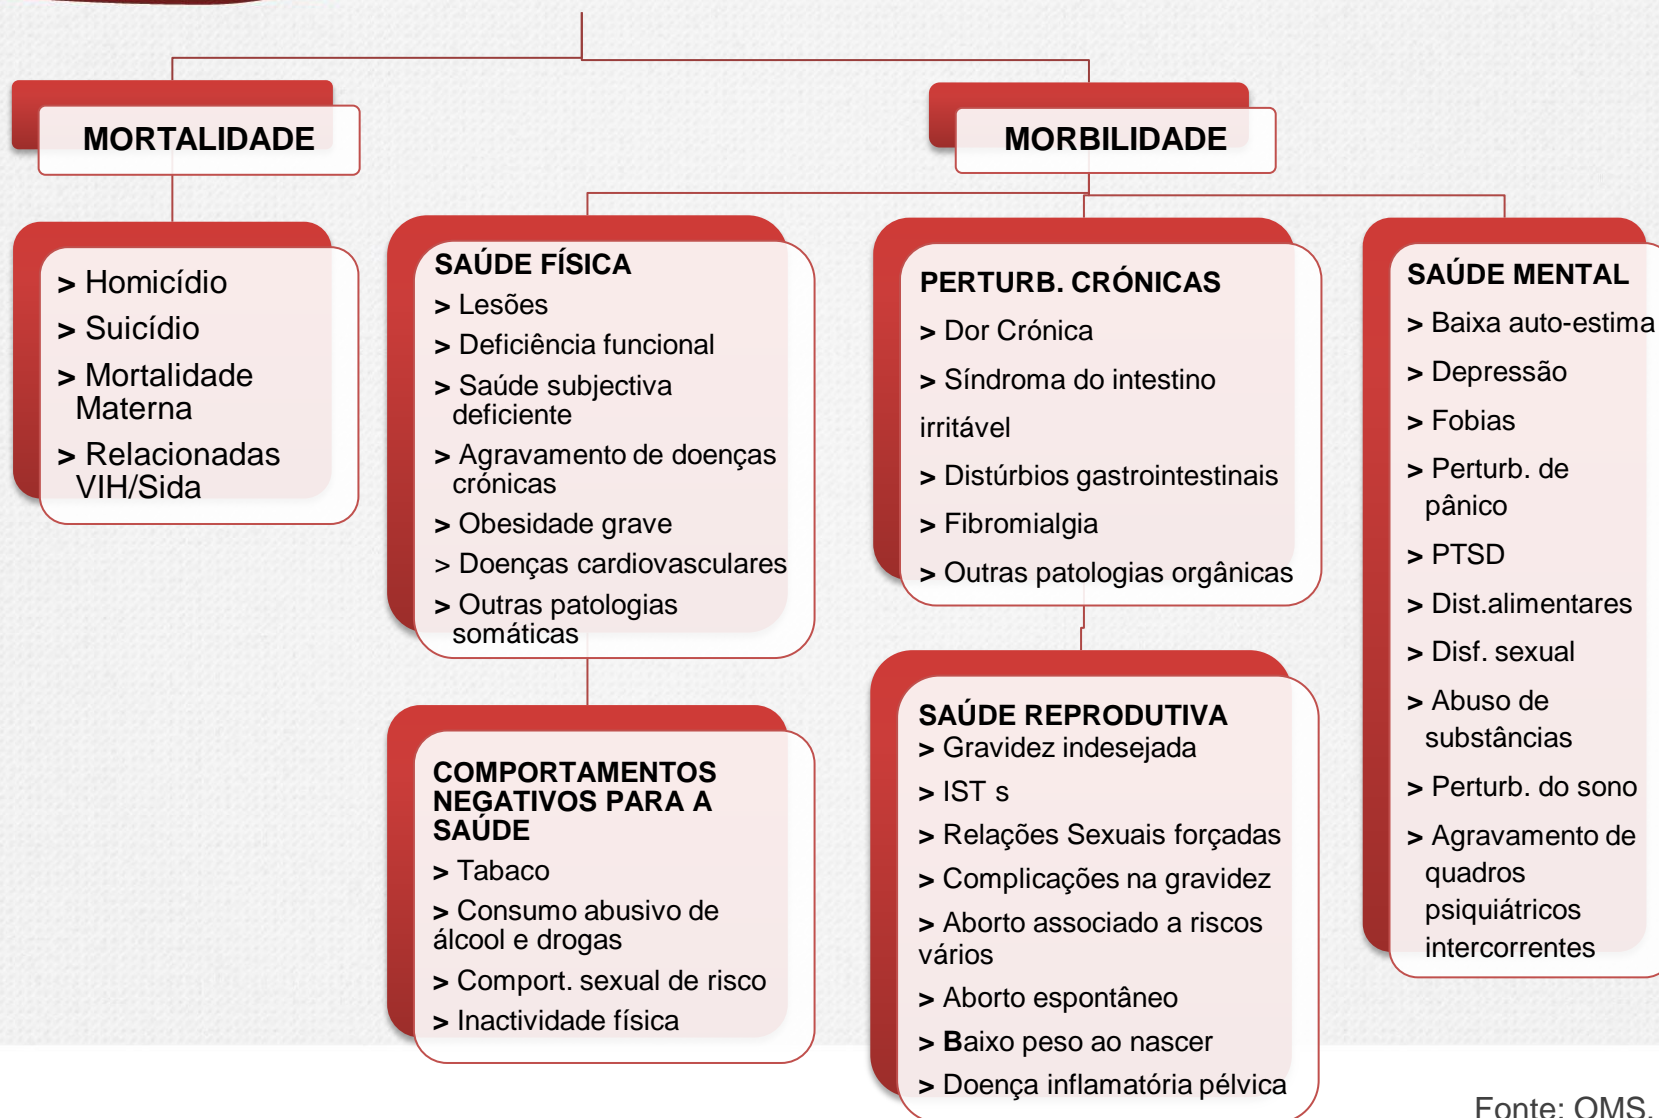 MORTALIDADE
> Homicídio
> Suicídio
> Mortalidade
Materna
> Relacionadas
VIH/Sida
MORBILIDADE
SAÚDE FÍSICA
> Lesões
> Deficiência funcional
> Saúde subjectiva
deficiente
> Agravamento de doenças
crónicas
> Obesidade grave
> Doenças cardiovasculares
> Outras patologias
somáticas
COMPORTAMENTOS
NEGATIVOS PARA A
SAÚDE
> Tabaco
> Consumo abusivo de
álcool e drogas
> Comport. sexual de risco
> Inactividade física
PERTURB. CRÓNICAS
> Dor Crónica
> Síndroma do intestino
irritável
> Distúrbios gastrointestinais
> Fibromialgia
> Outras patologias orgânicas
SAÚDE REPRODUTIVA
> Gravidez indesejada
> IST s
> Relações Sexuais forçadas
> Complicações na gravidez
> Aborto associado a riscos
vários
> Aborto espontâneo
> Baixo peso ao nascer
> Doença inflamatória pélvica
SAÚDE MENTAL
> Baixa auto-estima
> Depressão
> Fobias
> Perturb. de
pânico
> PTSD
> Dist.alimentares
> Disf. sexual
> Abuso de
substâncias
> Perturb. do sono
> Agravamento de
quadros
psiquiátricos
intercorrentes
Fonte: OMS.